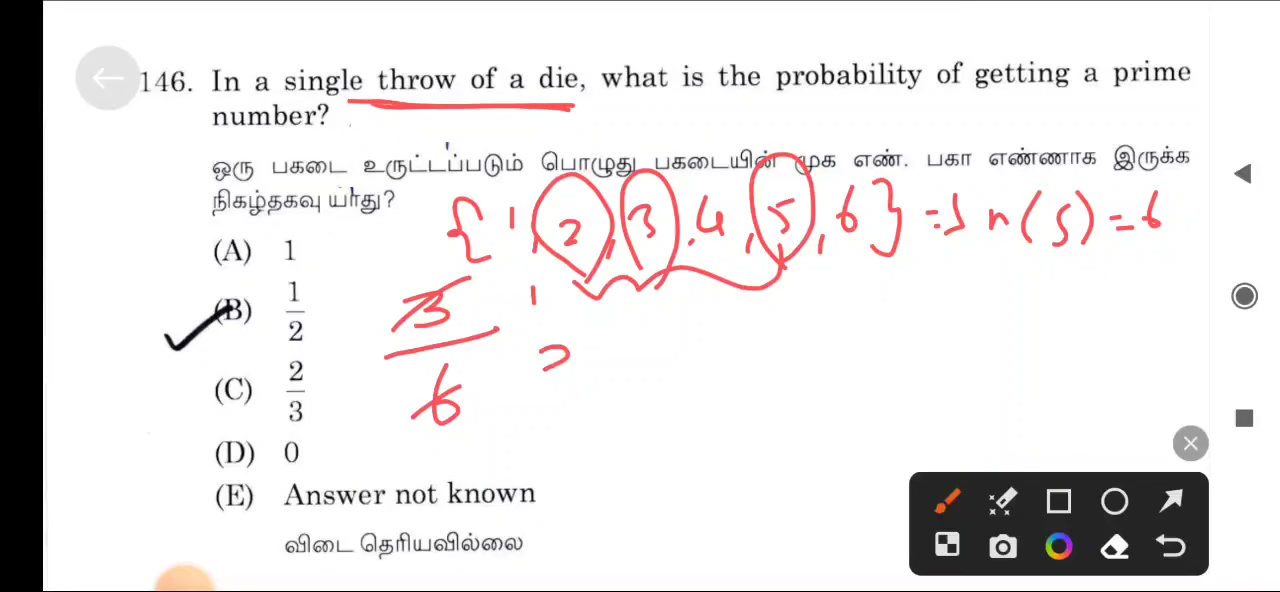 146. In a single throw of a die, what is the probability of getting a prime
number?
ஒரு பகடை உருட்டப்படும் பொழுது பகடையின் முக எண். பகா எண்ணாக இருக்க
நிகழ்தகவு யாது?
{1, 2, 3, 4, 5, 6} => n(S) = 6
(A) 1
(B) 1/2
3/6
1
2
(C) 2/3
(D) 0
(E) Answer not known
விடை தெரியவில்லை